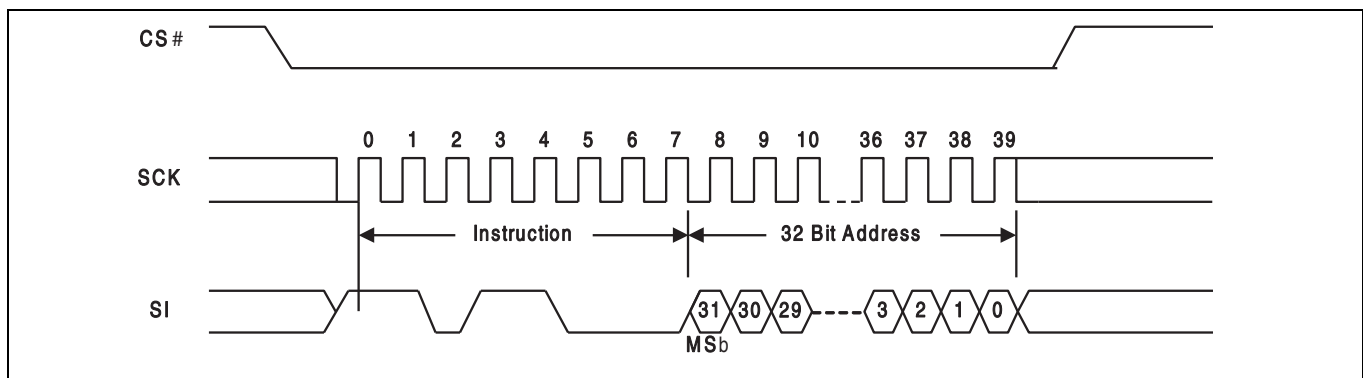 CS#
0 1 2 3 4 5 6 7 8 9 10 36 37 38 39
SCK
Instruction 32 Bit Address
SI 31 30 29 3 2 1 0
MSb